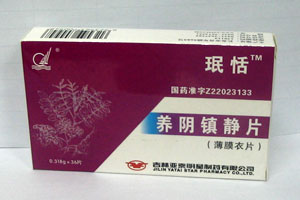 珉恬™
国药准字Z22023133
养阴镇静片
(薄膜衣片)
0.316g×36片
吉林亚泰明星制药有限公司
JILIN YATAI STAR PHARMACY CO.,LTD.